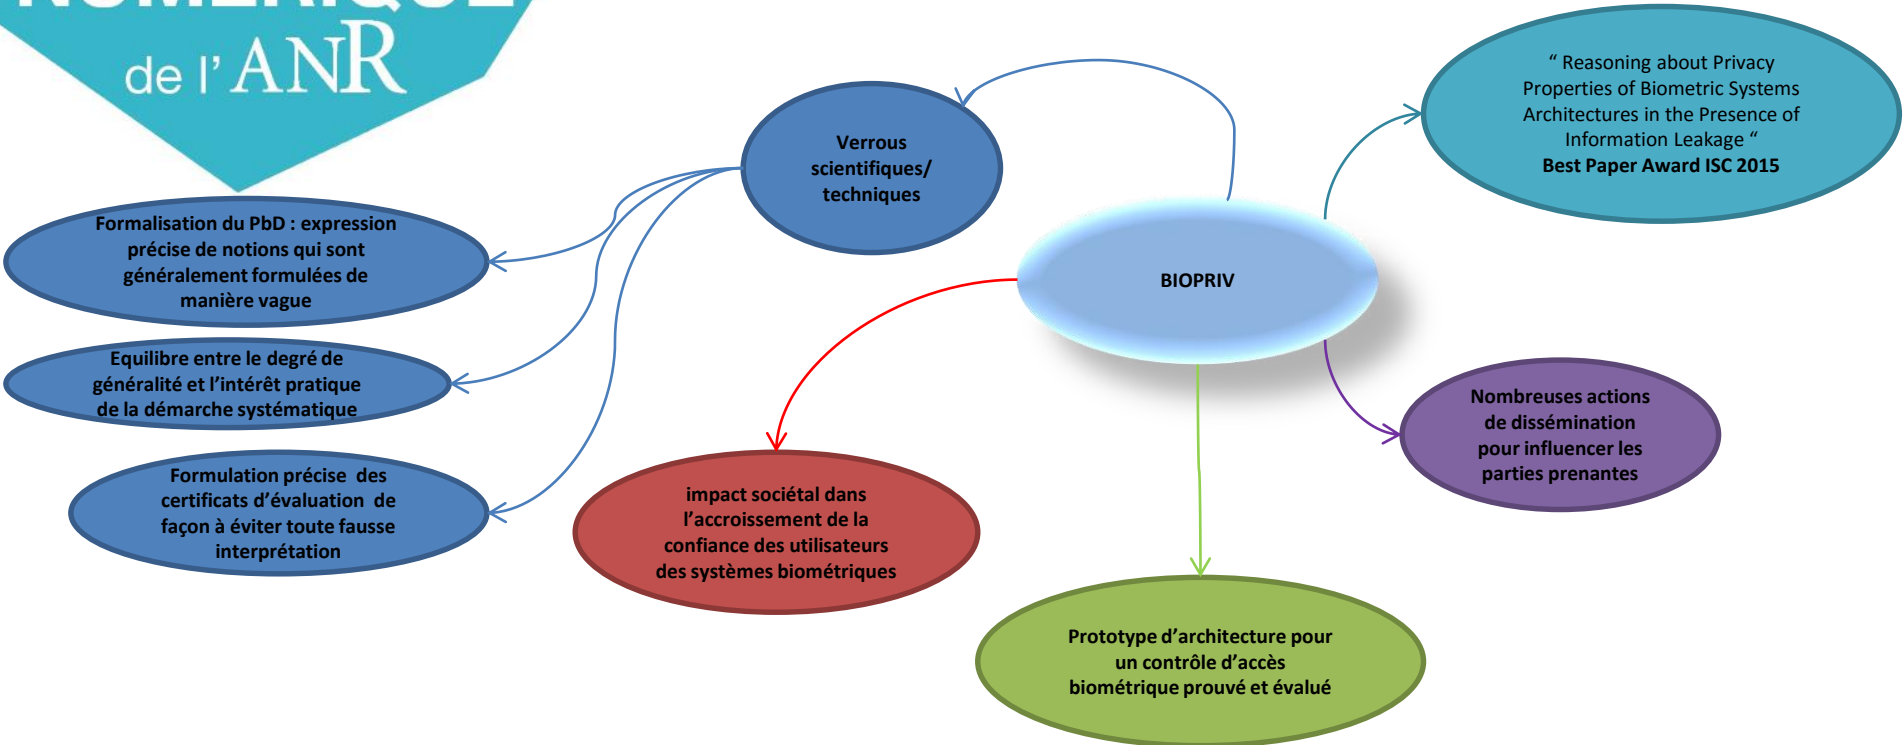 NUMERIQUE
de l' ANR
Verrous
scientifiques/
techniques
Formalisation du PbD : expression
précise de notions qui sont
généralement formulées de
manière vague
Equilibre entre le degré de
généralité et l'intérêt pratique
de la démarche systématique
Formulation précise des
certificats d'évaluation de
façon à éviter toute fausse
interprétation
BIOPRIV
“ Reasoning about Privacy
Properties of Biometric Systems
Architectures in the Presence of
Information Leakage “
Best Paper Award ISC 2015
Nombreuses actions
de dissémination
pour influencer les
parties prenantes
impact sociétal dans
l'accroissement de la
confiance des utilisateurs
des systèmes biométriques
Prototype d'architecture pour
un contrôle d'accès
biométrique prouvé et évalué